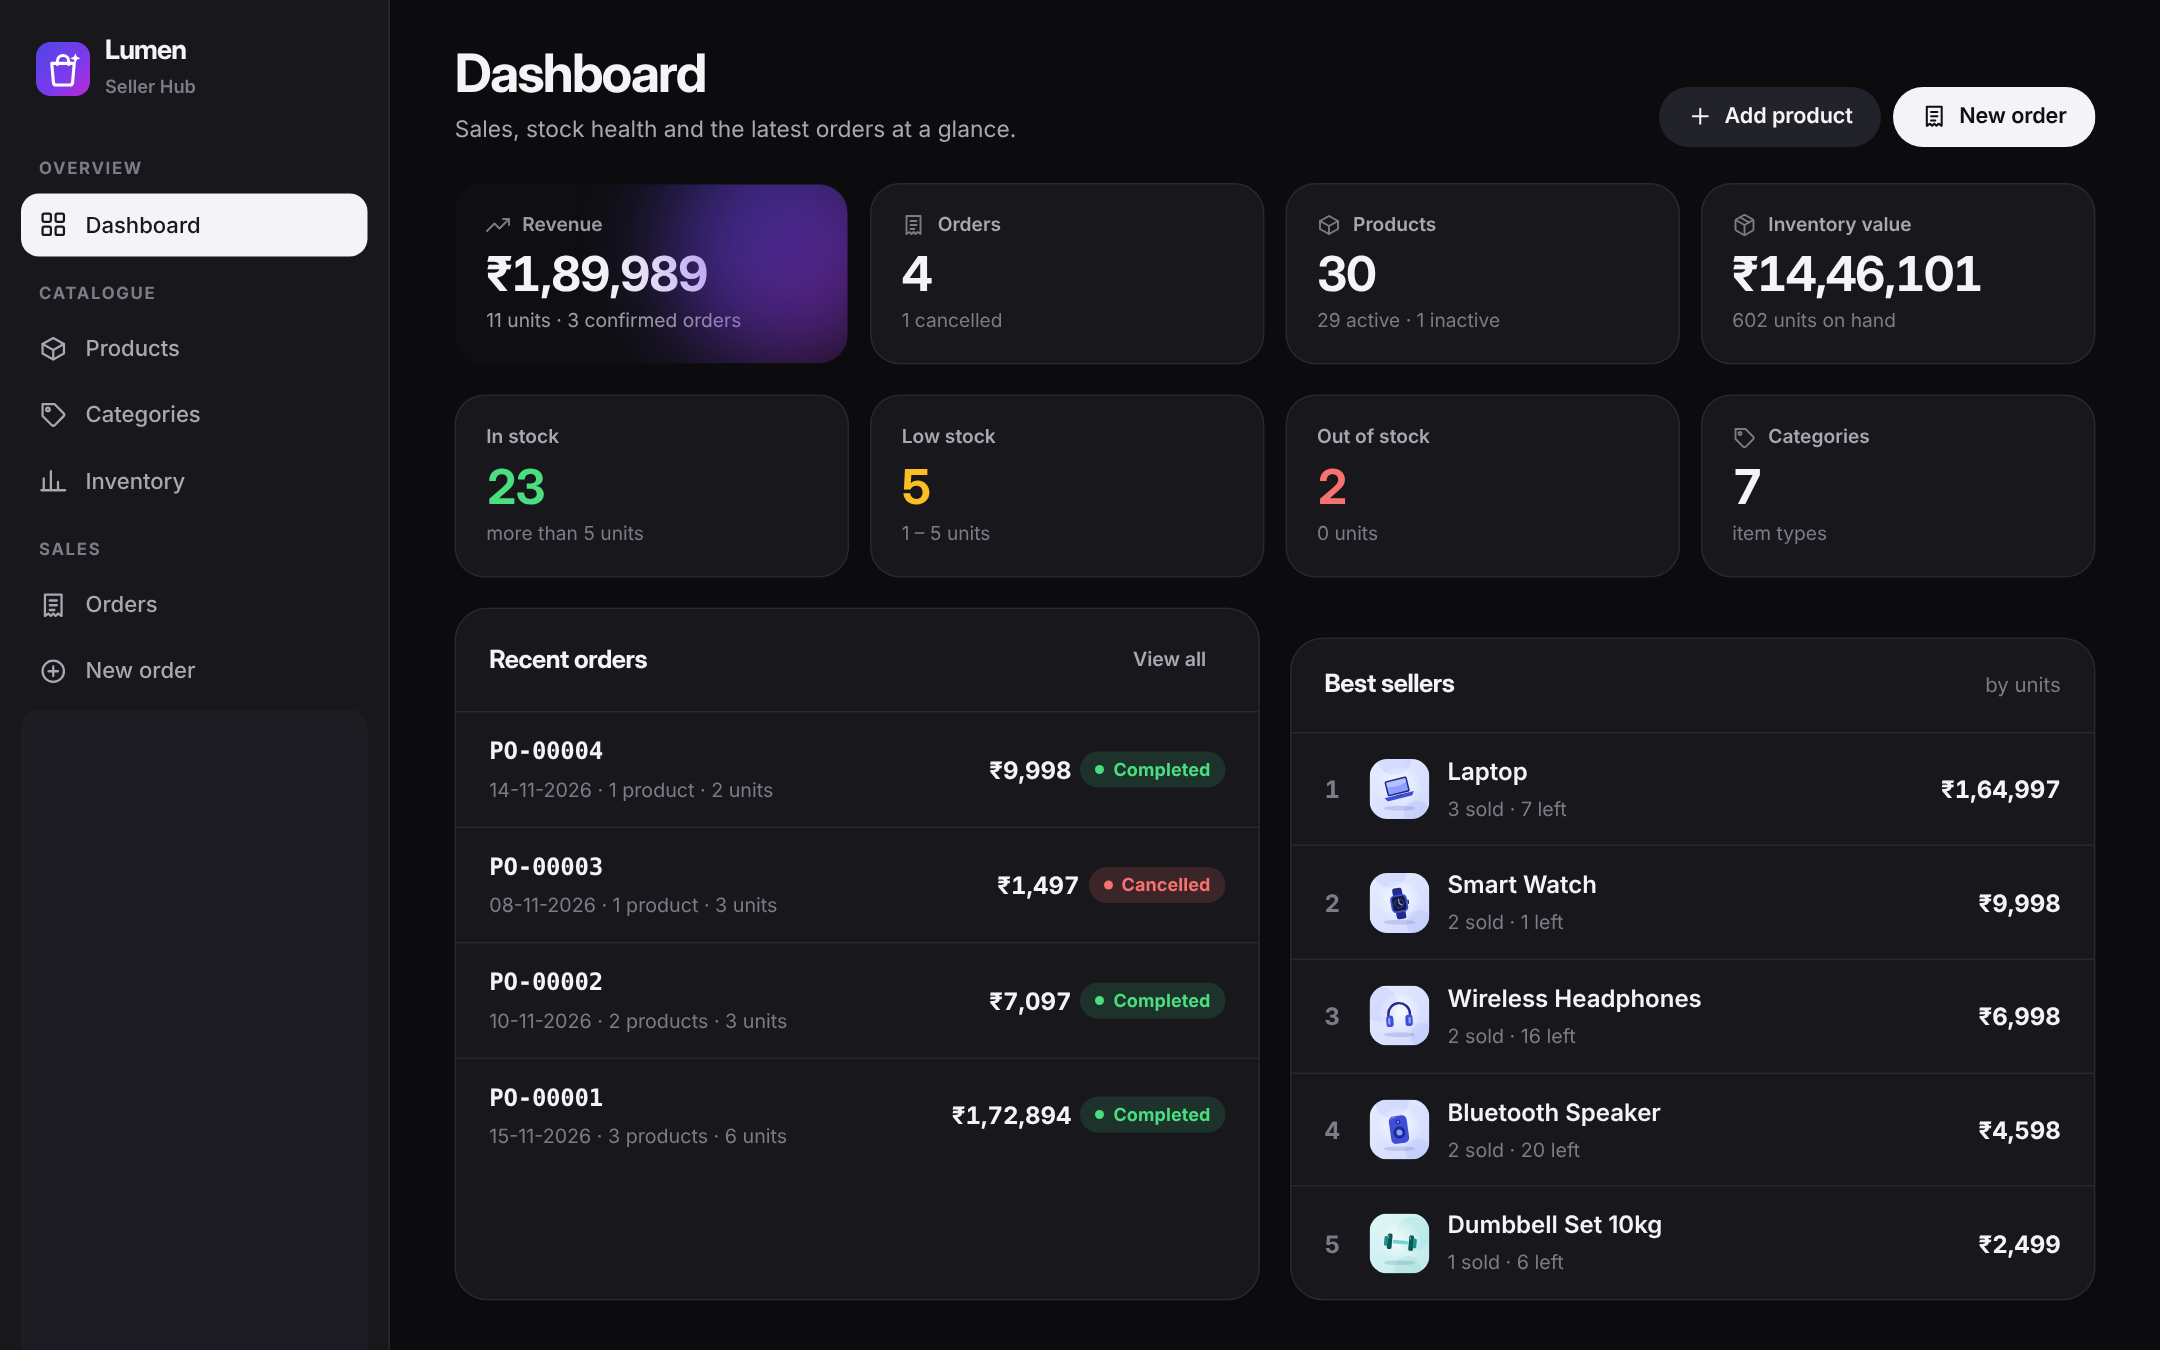 Lumen
Seller Hub
OVERVIEW
Dashboard
CATALOGUE
Products
Categories
Inventory
SALES
Orders
New order
Dashboard
Sales, stock health and the latest orders at a glance.
Add product
New order
Revenue
₹1,89,989
11 units · 3 confirmed orders
Orders
4
1 cancelled
Products
30
29 active · 1 inactive
Inventory value
₹14,46,101
602 units on hand
In stock
23
more than 5 units
Low stock
5
1 – 5 units
Out of stock
2
0 units
Categories
7
item types
Recent orders
View all
PO-00004
14-11-2026 · 1 product · 2 units
₹9,998
Completed
PO-00003
08-11-2026 · 1 product · 3 units
₹1,497
Cancelled
PO-00002
10-11-2026 · 2 products · 3 units
₹7,097
Completed
PO-00001
15-11-2026 · 3 products · 6 units
₹1,72,894
Completed
Best sellers
by units
1
Laptop
3 sold · 7 left
₹1,64,997
2
Smart Watch
2 sold · 1 left
₹9,998
3
Wireless Headphones
2 sold · 16 left
₹6,998
4
Bluetooth Speaker
2 sold · 20 left
₹4,598
5
Dumbbell Set 10kg
1 sold · 6 left
₹2,499